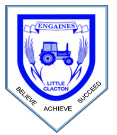 ENGAINES
LITTLE
CLACTON
BELIEVE
ACHIEVE
SUCCEED